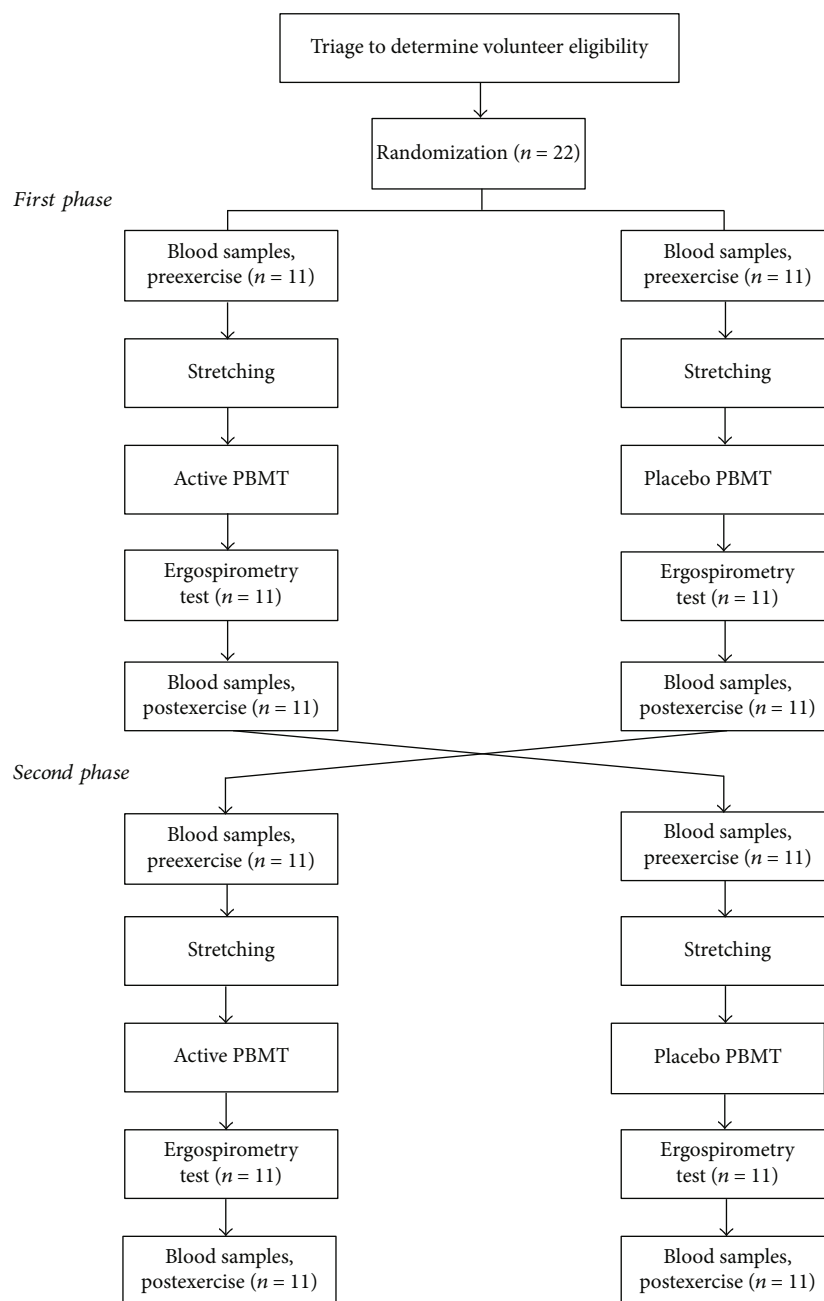 Triage to determine volunteer eligibility
Randomization (n = 22)
First phase
Blood samples,
preexercise (n = 11)
Blood samples,
preexercise (n = 11)
Stretching
Stretching
Active PBMT
Placebo PBMT
Ergospirometry
test (n = 11)
Ergospirometry
test (n = 11)
Blood samples,
postexercise (n = 11)
Blood samples,
postexercise (n = 11)
Second phase
Blood samples,
preexercise (n = 11)
Blood samples,
preexercise (n = 11)
Stretching
Stretching
Active PBMT
Placebo PBMT
Ergospirometry
test (n = 11)
Ergospirometry
test (n = 11)
Blood samples,
postexercise (n = 11)
Blood samples,
postexercise (n = 11)